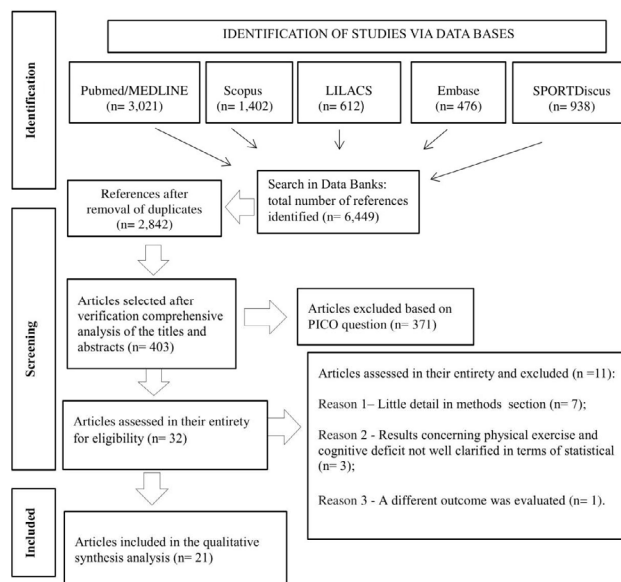 IDENTIFICATION OF STUDIES VIA DATA BASES
Identification
Pubmed/MEDLINE
(n= 3,021)
Scopus
(n= 1,402)
LILACS
(n= 612)
Embase
(n= 476)
SPORTDiscus
(n= 938)
Search in Data Banks:
total number of references
identified (n= 6,449)
References after
removal of duplicates
(n= 2,842)
Screening
Articles selected after
verification comprehensive
analysis of the titles and
abstracts (n= 403)
Articles excluded based on
PICO question (n= 371)
Articles assessed in their entirety
for eligibility (n= 32)
Articles assessed in their entirety and excluded (n =11):
Reason 1– Little detail in methods section (n= 7);
Reason 2 - Results concerning physical exercise and
cognitive deficit not well clarified in terms of statistical
(n= 3);
Reason 3 - A different outcome was evaluated (n= 1).
Included
Articles included in the qualitative
synthesis analysis (n= 21)